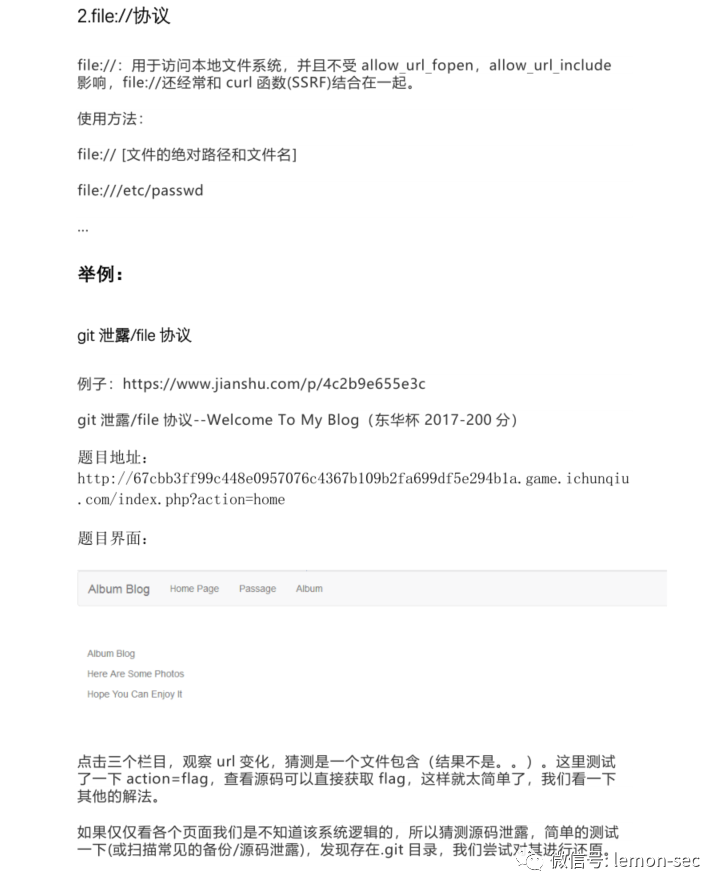 2.file://协议
file://：用于访问本地文件系统，并且不受 allow_url_fopen，allow_url_include
影响，file://还经常和 curl 函数(SSRF)结合在一起。
使用方法：
file:// [文件的绝对路径和文件名]
file:///etc/passwd
...
举例：
git 泄露/file 协议
例子：https://www.jianshu.com/p/4c2b9e655e3c
git 泄露/file 协议--Welcome To My Blog（东华杯 2017-200 分）
题目地址：
http://67cbb3ff99c448e0957076c4367b109b2fa699df5e294b1a.game.ichunqiu
.com/index.php?action=home
题目界面：
Album Blog Home Page Passage Album
Album Blog
Here Are Some Photos
Hope You Can Enjoy It
点击三个栏目，观察 url 变化，猜测是一个文件包含（结果不是。。）。这里测试
了一下 action=flag，查看源码可以直接获取 flag，这样就太简单了，我们看一下
其他的解法。
如果仅仅看各个页面我们是不知道该系统逻辑的，所以猜测源码泄露，简单的测试
一下(或扫描常见的备份/源码泄露)，发现存在.git 目录，我们尝试对其进行还原。
微信号: lemon-sec